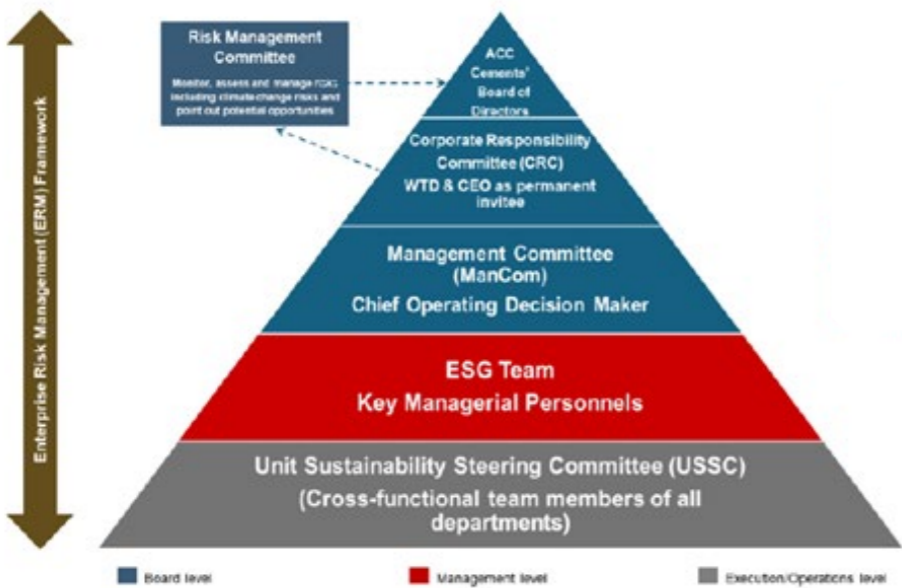 Enterprise Risk Management (ERM) Framework
Risk Management
Committee
Monitor, assess and manage risks
including climate change risks and
point out potential opportunities
ACC
Cements'
Board of
Directors
Corporate Responsibility
Committee (CRC)
WTD & CEO as permanent
invitee
Management Committee
(ManCom)
Chief Operating Decision Maker
ESG Team
Key Managerial Personnels
Unit Sustainability Steering Committee (USSC)
(Cross-functional team members of all
departments)
Board level
Management level
Execution/Operations level